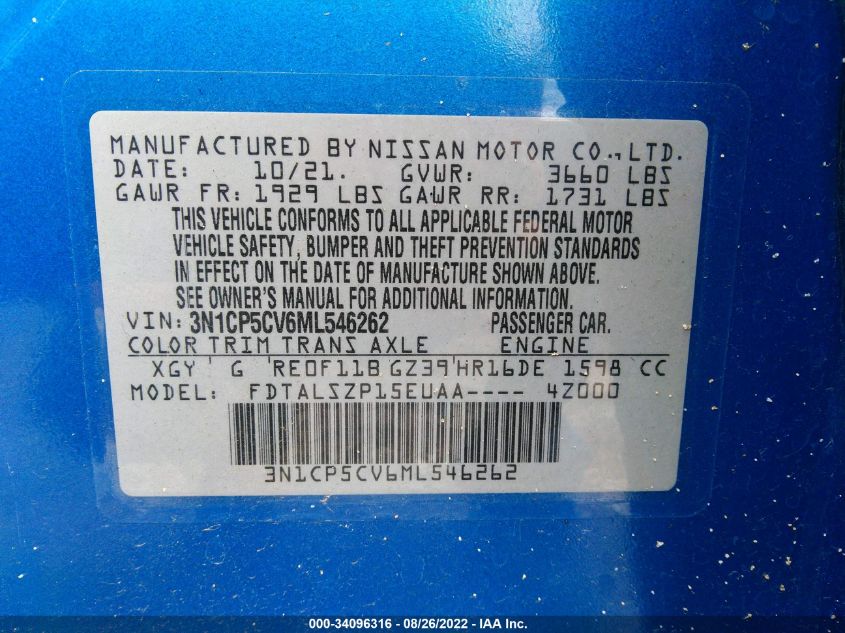 MANUFACTURED BY NISSAN MOTOR CO., LTD.
DATE: 10/21. GVWR: 3660 LBS
GAWR FR: 1929 LBS GAWR RR: 1731 LBS
THIS VEHICLE CONFORMS TO ALL APPLICABLE FEDERAL MOTOR
VEHICLE SAFETY, BUMPER AND THEFT PREVENTION STANDARDS
IN EFFECT ON THE DATE OF MANUFACTURE SHOWN ABOVE.
SEE OWNER'S MANUAL FOR ADDITIONAL INFORMATION.
VIN: 3N1CP5CV6ML546262 PASSENGER CAR.
COLOR TRIM TRANS AXLE ENGINE
XGY G RE0F11B GZ39 HR16DE 1598 CC
MODEL: FDTALSZP15EUAA---- 4Z000
3N1CP5CV6ML546262
000-34096316 - 08/26/2022 - IAA Inc.